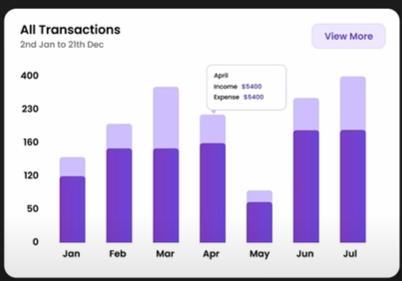 All Transactions
2nd Jan to 21th Dec
View More
April
Income $5400
Expense $5400
400
230
160
120
50
0
Jan Feb Mar Apr May Jun Jul